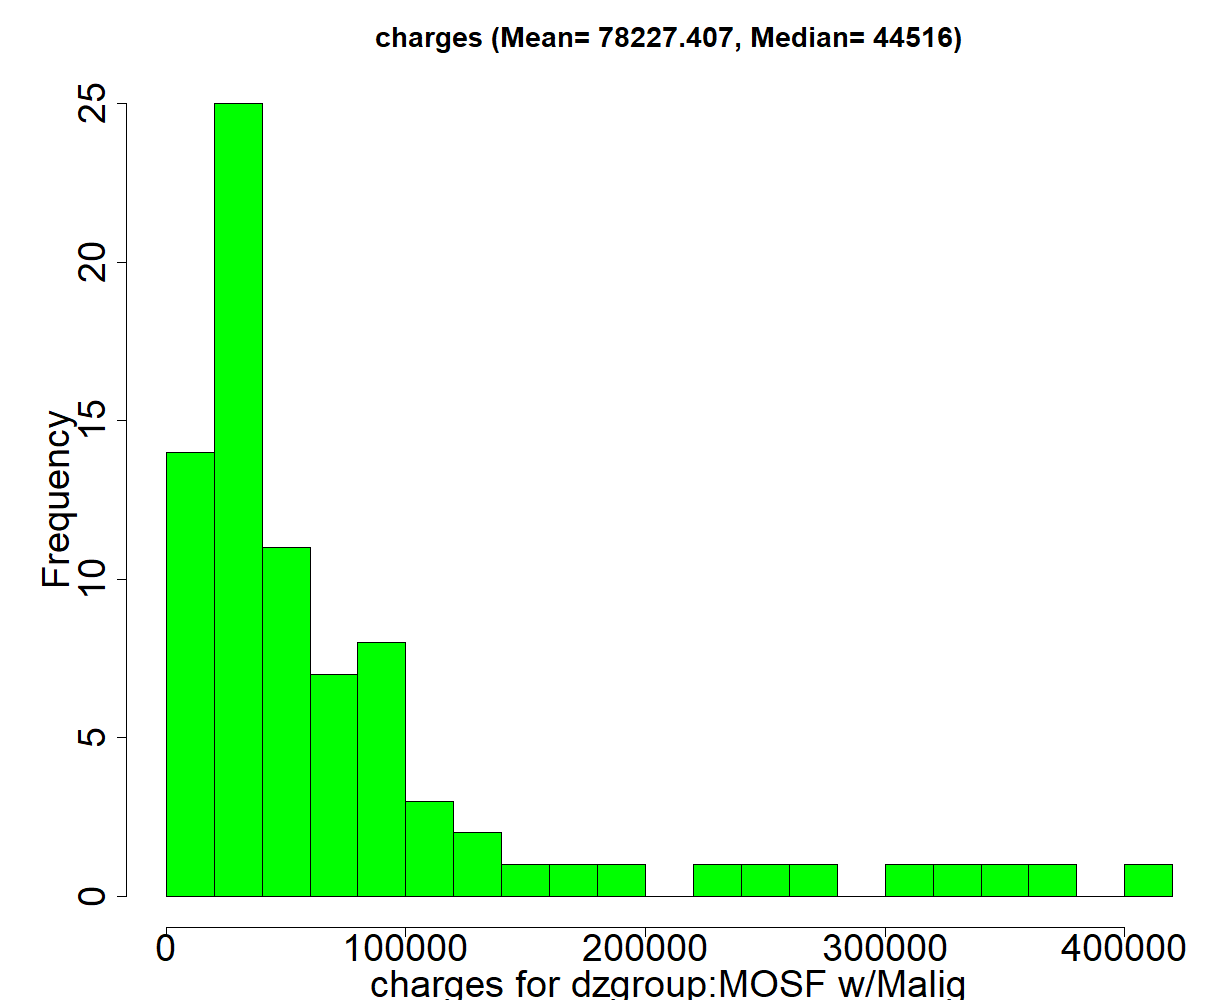 charges (Mean= 78227.407, Median= 44516)
25
20
15
10
5
0
Frequency
0 100000 200000 300000 400000
charges for dzgroup:MOSF w/Malig